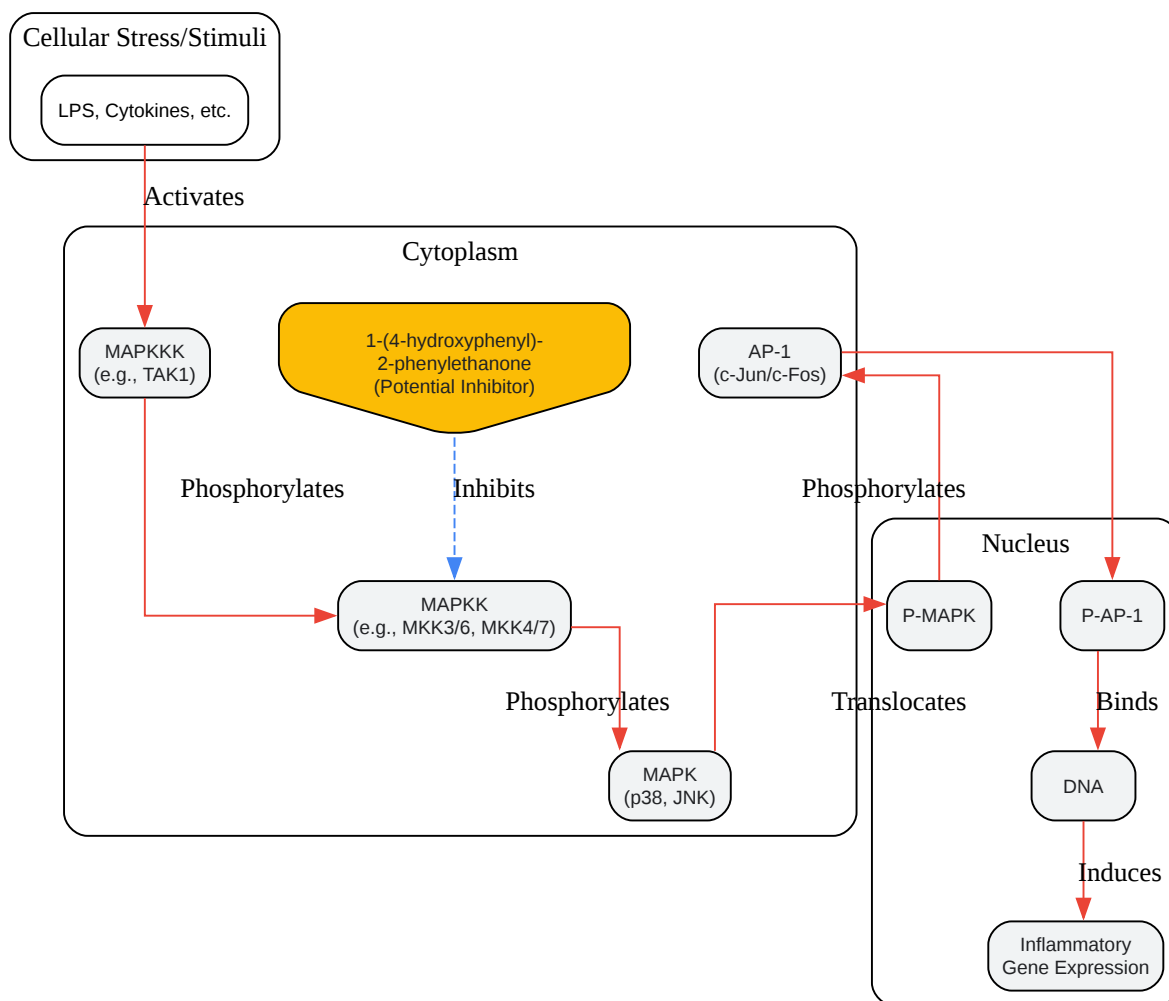 Cellular Stress/Stimuli
LPS, Cytokines, etc.
Activates
Cytoplasm
MAPKKK
(e.g., TAK1)
1-(4-hydroxyphenyl)-
2-phenylethanone
(Potential Inhibitor)
AP-1
(c-Jun/c-Fos)
Phosphorylates
Inhibits
Phosphorylates
Nucleus
MAPKK
(e.g., MKK3/6, MKK4/7)
P-MAPK
P-AP-1
Phosphorylates
Translocates
Binds
MAPK
(p38, JNK)
DNA
Induces
Inflammatory
Gene Expression